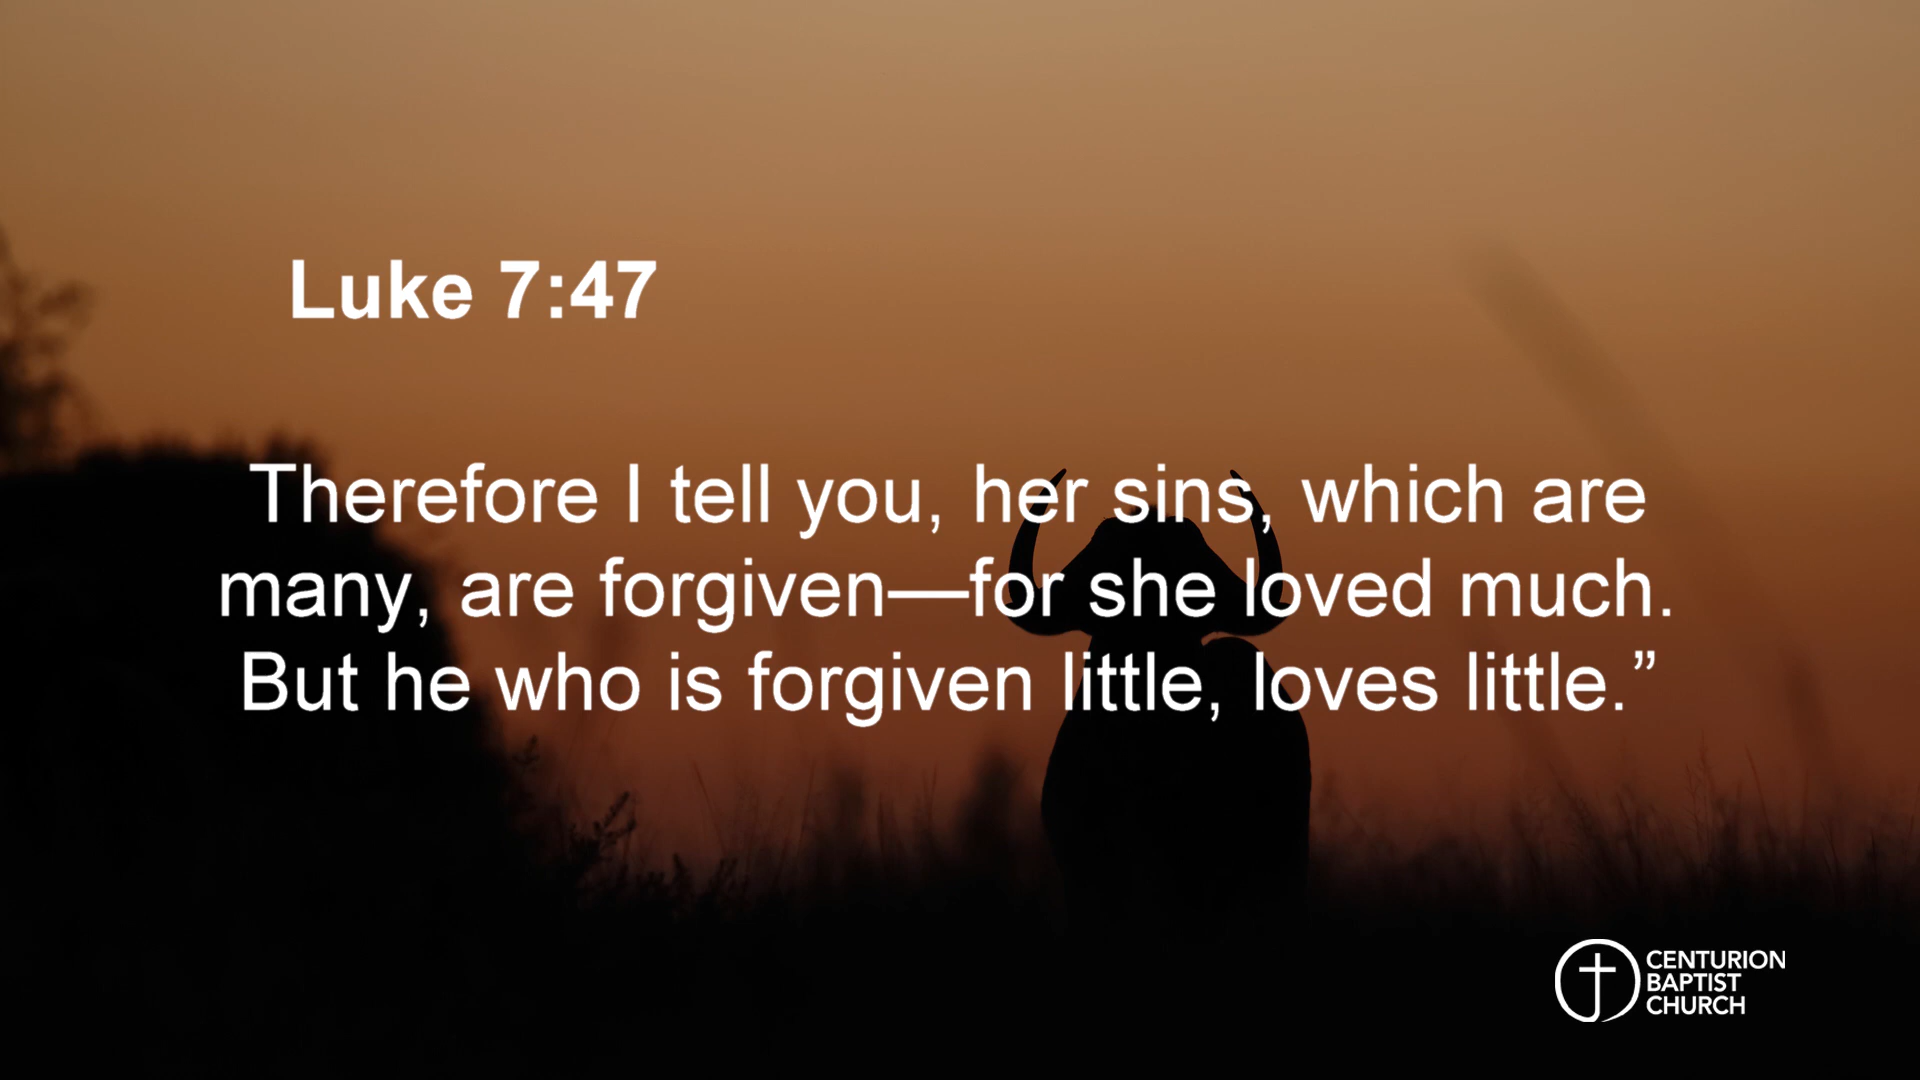 Luke 7:47
Therefore I tell you, her sins, which are
many, are forgiven—for she loved much.
But he who is forgiven little, loves little.”
CENTURION
BAPTIST
CHURCH